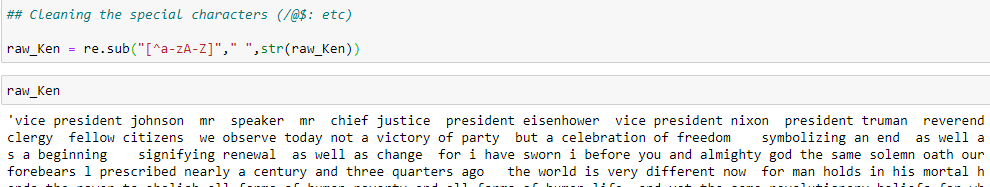 ## Cleaning the special characters (/@$: etc)
raw_Ken = re.sub("[^a-zA-Z]"," ",str(raw_Ken))
raw_Ken
'vice president johnson  mr  speaker  mr  chief justice  president eisenhower  vice president nixon  president truman  reverend
clergy  fellow citizens  we observe today not a victory of party  but a celebration of freedom    symbolizing an end  as well a
s a beginning    signifying renewal  as well as change  for i have sworn i before you and almighty god the same solemn oath our
forebears l prescribed nearly a century and three quarters ago   the world is very different now  for man holds in his mortal h